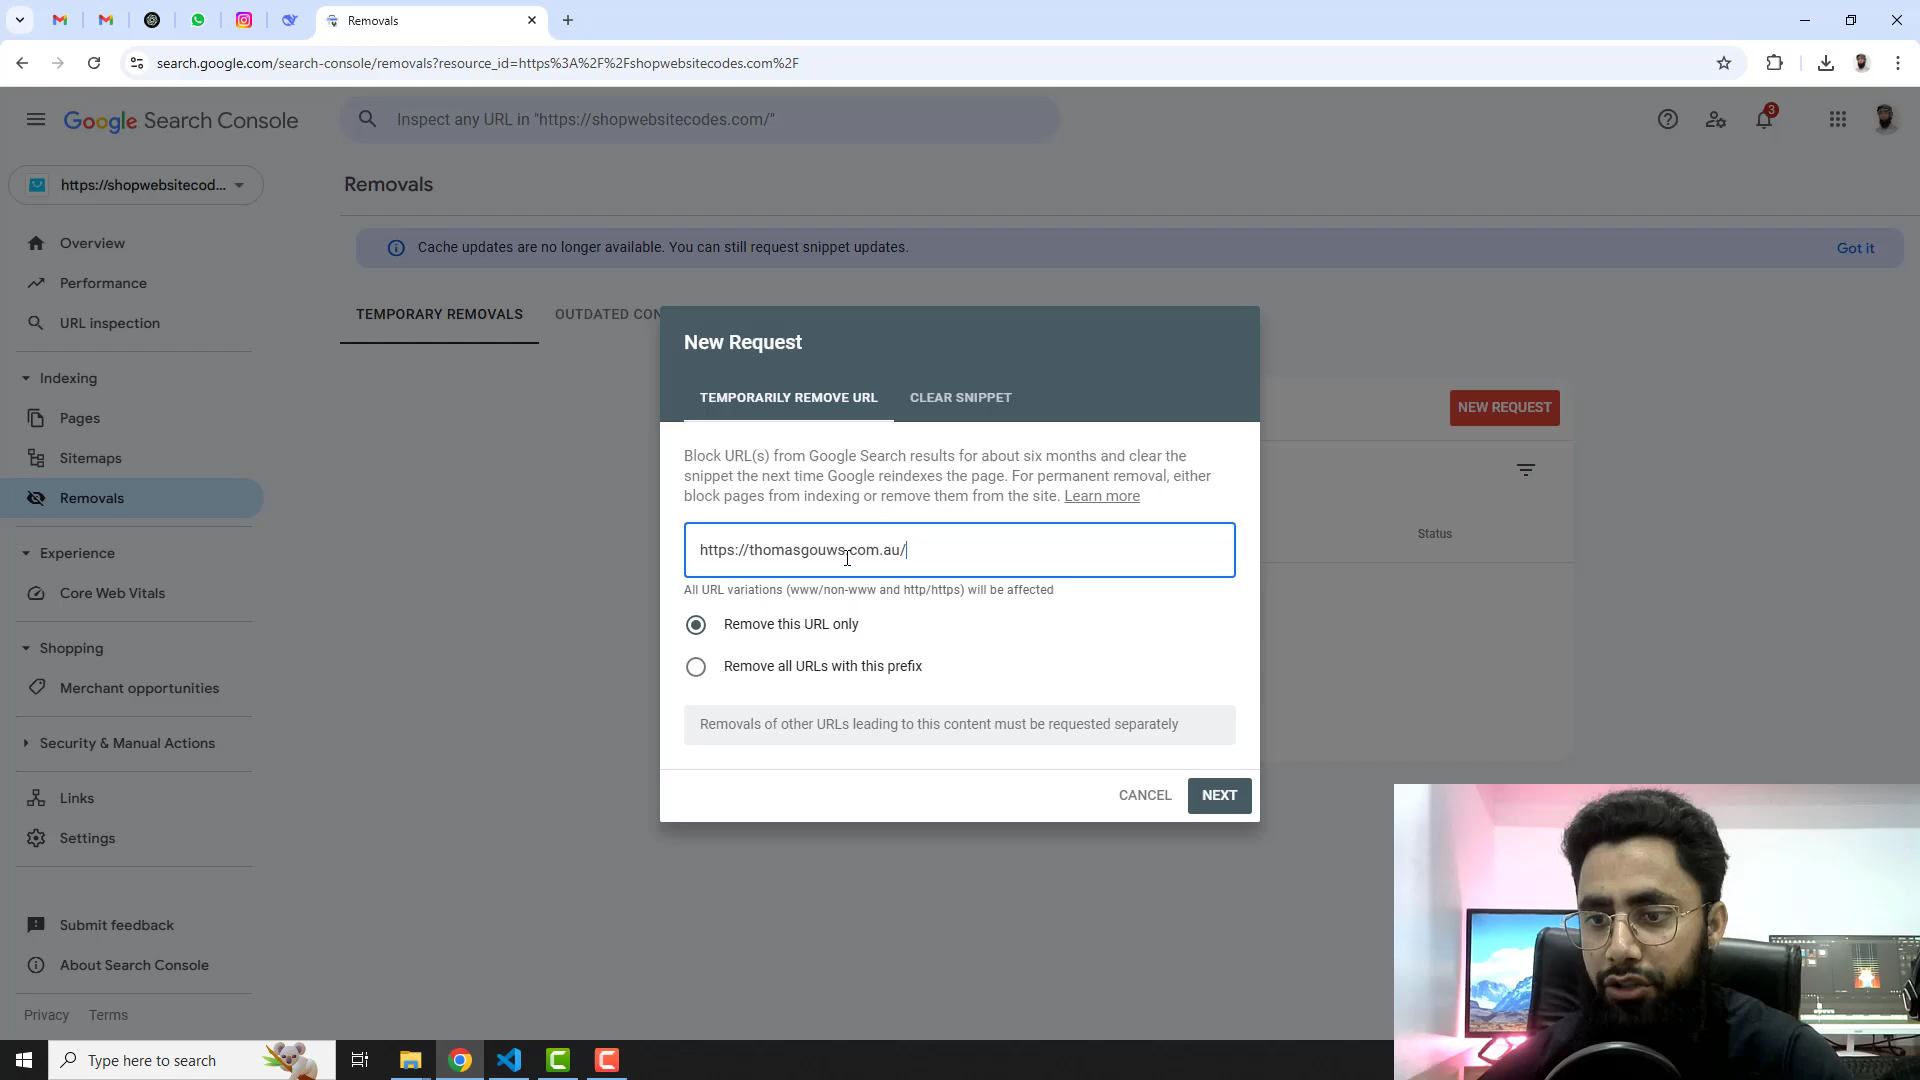 Removals
search.google.com/search-console/removals?resource_id=https%3A%2F%2Fshopwebsitecodes.com%2F
Google Search Console
Inspect any URL in "https://shopwebsitecodes.com/"
3
https://shopwebsitecod...
Removals
Overview
Performance
URL inspection
Indexing
Pages
Sitemaps
Removals
Experience
Core Web Vitals
Shopping
Merchant opportunities
Security & Manual Actions
Links
Settings
Submit feedback
About Search Console
Privacy Terms
Cache updates are no longer available. You can still request snippet updates.
Got it
TEMPORARY REMOVALS
OUTDATED CON
NEW REQUEST
Status
New Request
TEMPORARILY REMOVE URL
CLEAR SNIPPET
Block URL(s) from Google Search results for about six months and clear the
snippet the next time Google reindexes the page. For permanent removal, either
block pages from indexing or remove them from the site. Learn more
https://thomasgouws.com.au/
All URL variations (www/non-www and http/https) will be affected
Remove this URL only
Remove all URLs with this prefix
Removals of other URLs leading to this content must be requested separately
CANCEL
NEXT
Type here to search